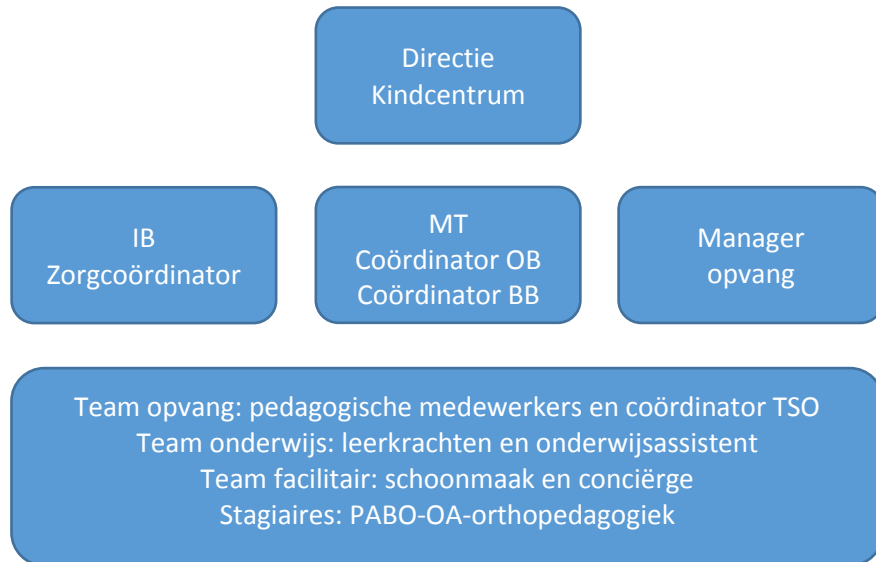 Directie
Kindcentrum
IB
Zorgcoördinator
MT
Coördinator OB
Coördinator BB
Manager
opvang
Team opvang: pedagogische medewerkers en coördinator TSO
Team onderwijs: leerkrachten en onderwijsassistent
Team facilitair: schoonmaak en conciërge
Stagiaires: PABO-OA-orthopedagogiek